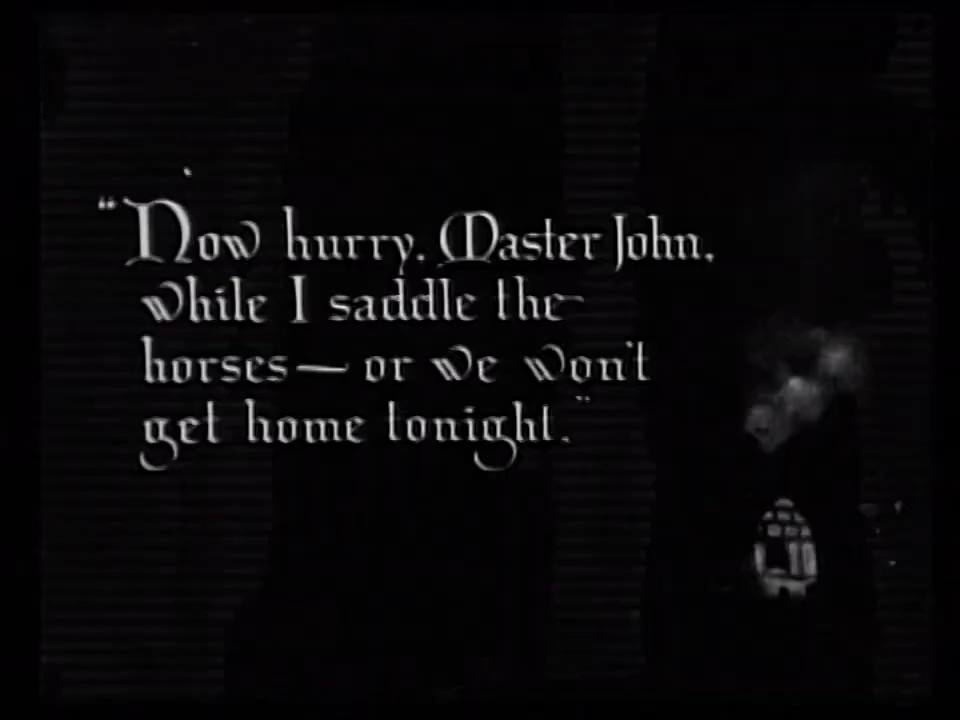 "Now hurry, Master John,
while I saddle the
horses — or we won't
get home tonight."